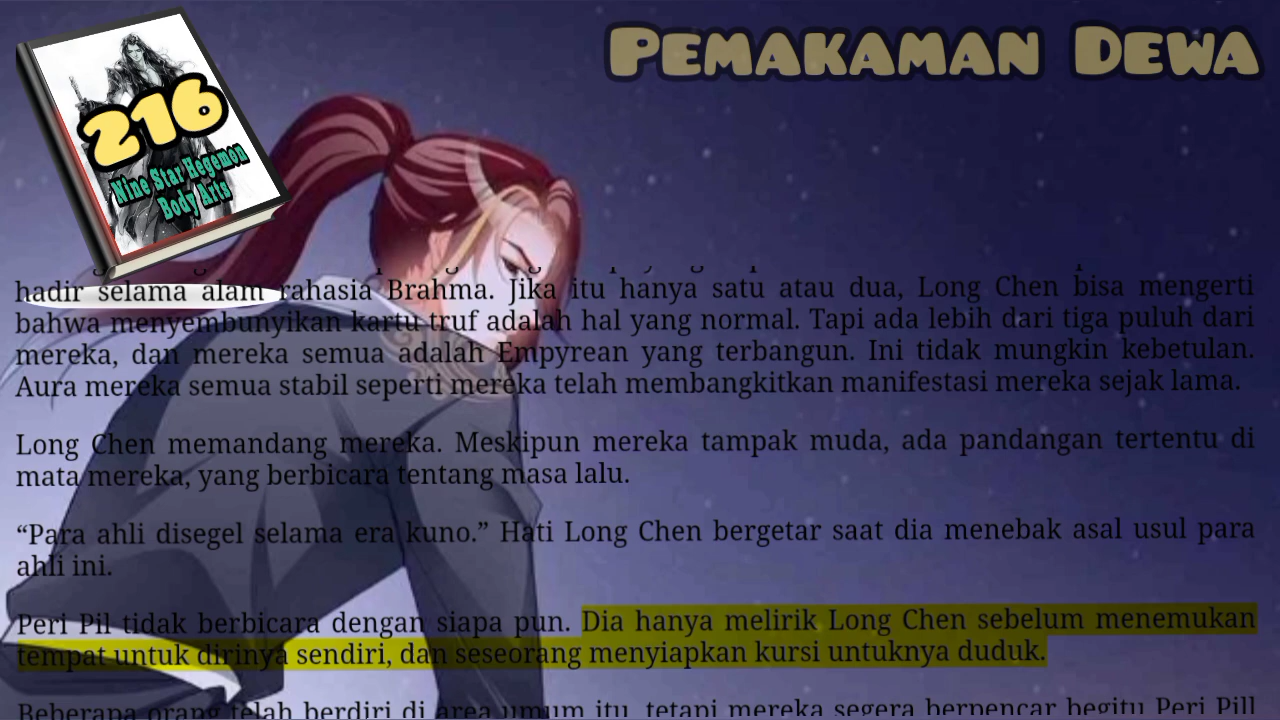 Pemakaman Dewa
216
Nine Star Hegemon
Body Arts
hadir selama alam rahasia Brahma. Jika itu hanya satu atau dua, Long Chen bisa mengerti
bahwa menyembunyikan kartu truf adalah hal yang normal. Tapi ada lebih dari tiga puluh dari
mereka, dan mereka semua adalah Empyrean yang terbangun. Ini tidak mungkin kebetulan.
Aura mereka semua stabil seperti mereka telah membangkitkan manifestasi mereka sejak lama.
Long Chen memandang mereka. Meskipun mereka tampak muda, ada pandangan tertentu di
mata mereka, yang berbicara tentang masa lalu.
“Para ahli disegel selama era kuno.” Hati Long Chen bergetar saat dia menebak asal usul para
ahli ini.
Peri Pil tidak berbicara dengan siapa pun. Dia hanya melirik Long Chen sebelum menemukan
tempat untuk dirinya sendiri, dan seseorang menyiapkan kursi untuknya duduk.
Beberapa orang telah berdiri di area umum itu, tetapi mereka segera berpencar begitu Peri Pill